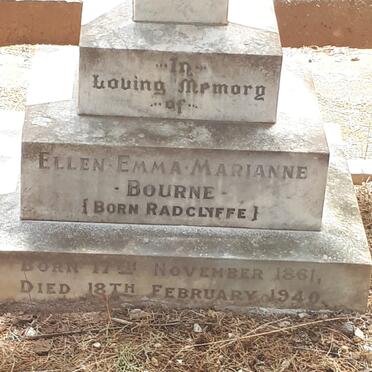 In
Loving Memory
of
ELLEN·EMMA·MARIANNE
- BOURNE -
{BORN RADCLYFFE}
BORN 17TH NOVEMBER 1861,
DIED 18TH FEBRUARY 1940.